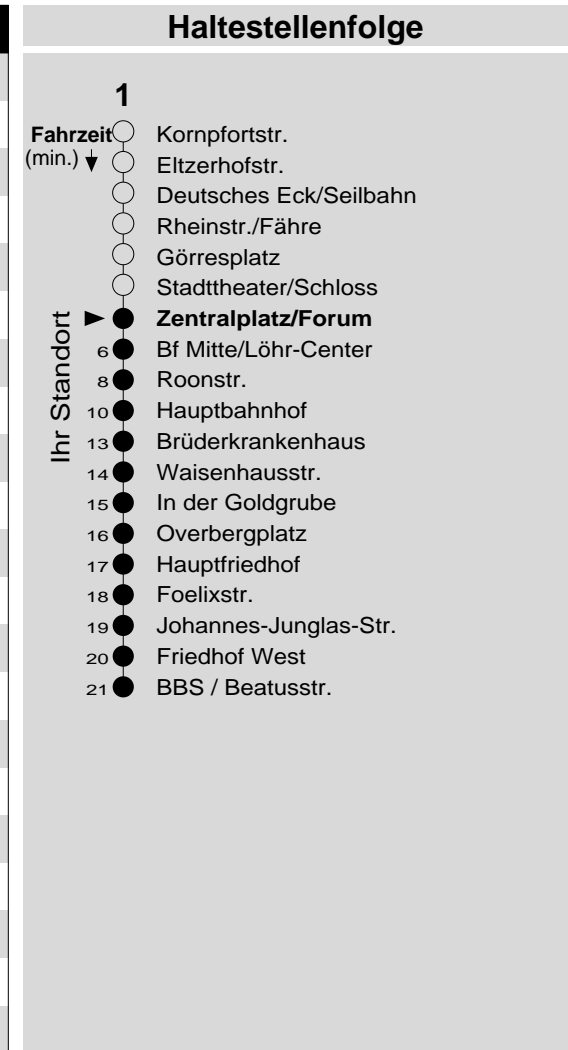 Haltestellenfolge
1
Fahrzeit Kornpfortstr.
(min.) Eltzerhofstr.
Deutsches Eck/Seilbahn
Rheinstr./Fähre
Görresplatz
Stadttheater/Schloss
Zentralplatz/Forum
6 Bf Mitte/Löhr-Center
8 Roonstr.
10 Hauptbahnhof
13 Brüderkrankenhaus
14 Waisenhausstr.
15 In der Goldgrube
16 Overbergplatz
17 Hauptfriedhof
18 Foelixstr.
19 Johannes-Junglas-Str.
20 Friedhof West
21 BBS / Beatusstr.
Ihr Standort